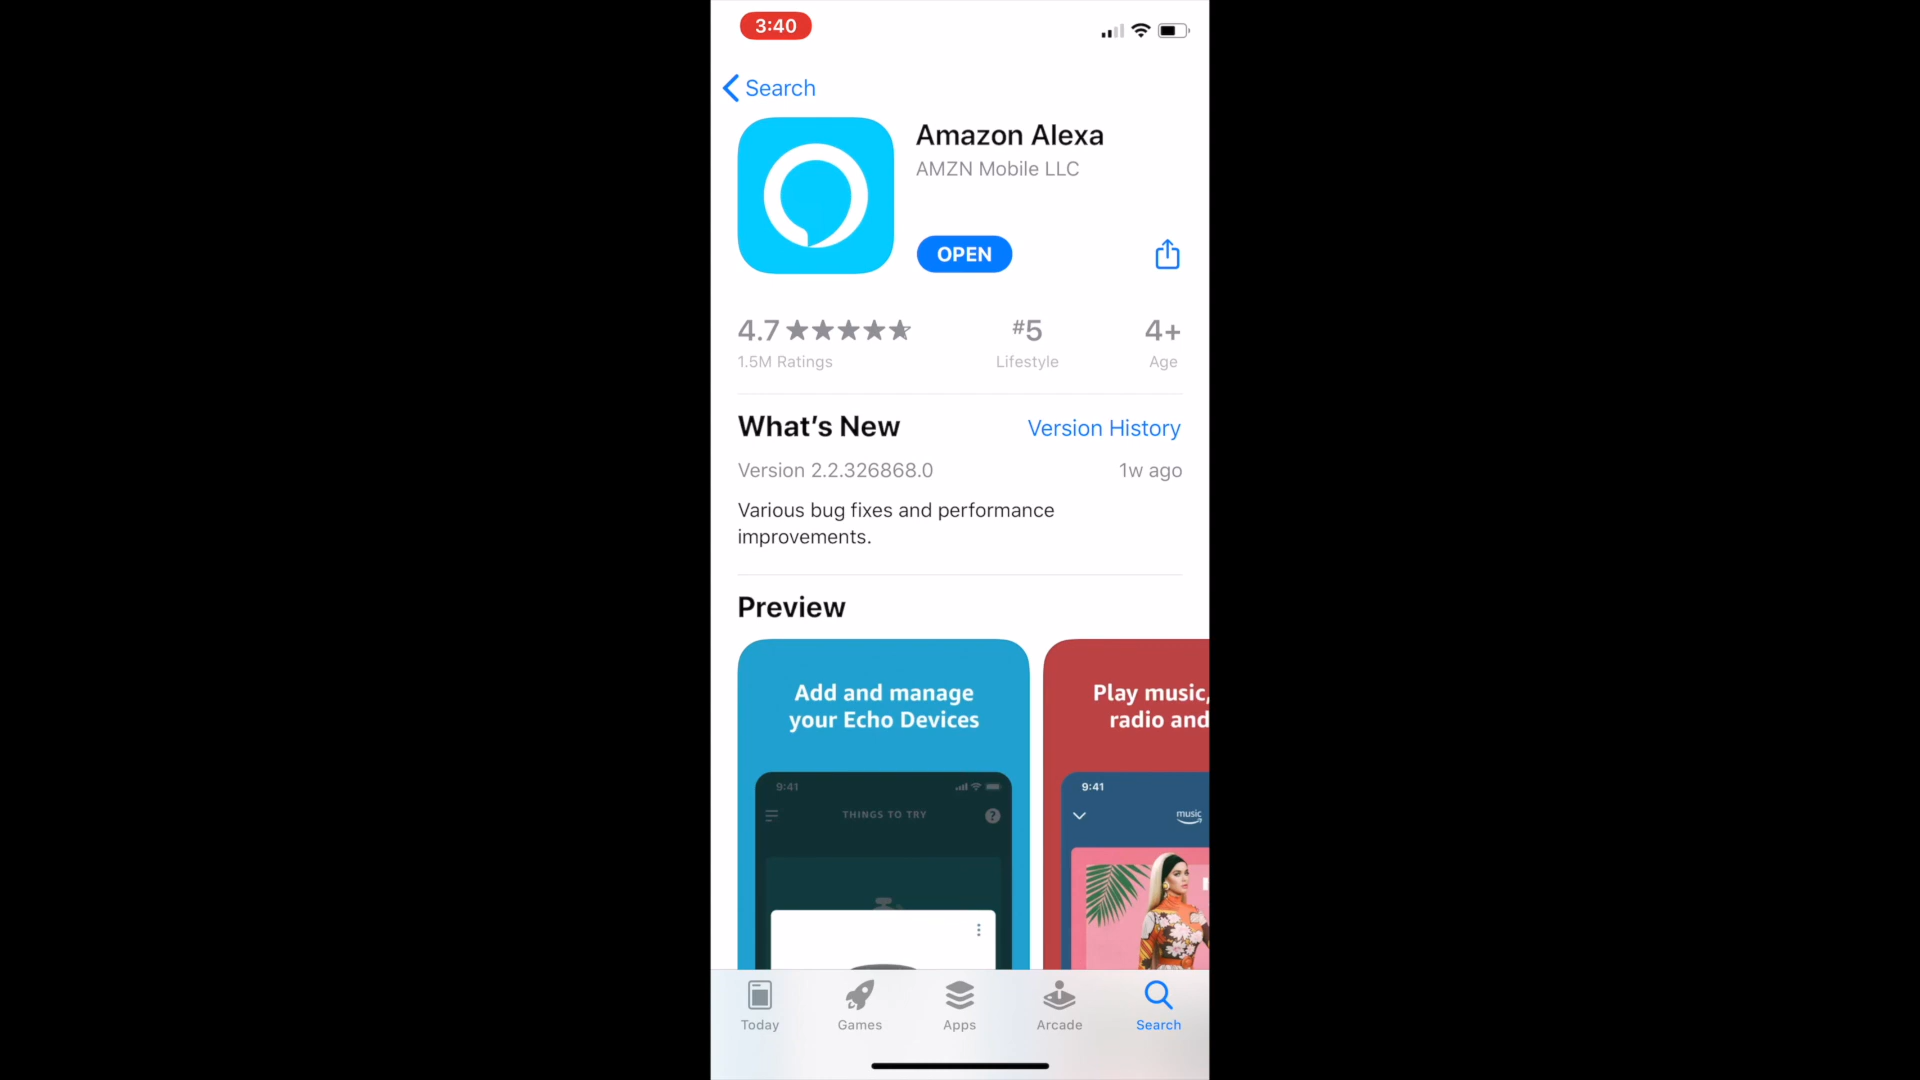 3:40
Search
Amazon Alexa
AMZN Mobile LLC
OPEN
4.7
#5
4+
1.5M Ratings
Lifestyle
Age
What's New
Version History
Version 2.2.326868.0
1w ago
Various bug fixes and performance
improvements.
Preview
Add and manage
your Echo Devices
Play music,
radio and
9:41
THINGS TO TRY
?
9:41
music
Today
Games
Apps
Arcade
Search